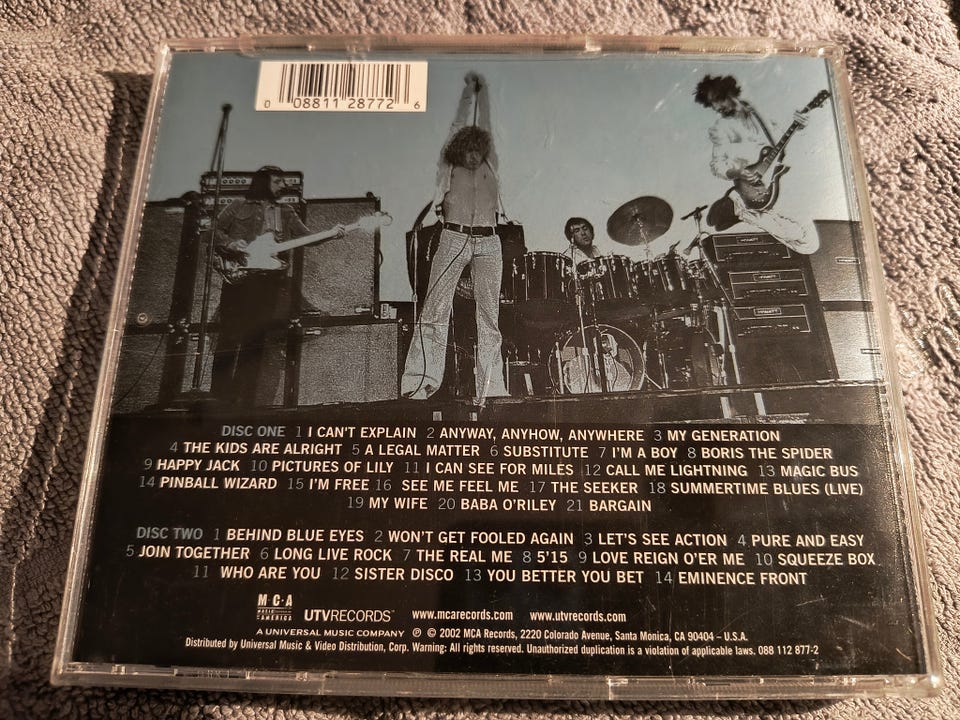 0 08811 28772 6
HIWATT
HIWATT
HIWATT
DISC ONE 1 I CAN'T EXPLAIN 2 ANYWAY, ANYHOW, ANYWHERE 3 MY GENERATION
4 THE KIDS ARE ALRIGHT 5 A LEGAL MATTER 6 SUBSTITUTE 7 I'M A BOY 8 BORIS THE SPIDER
9 HAPPY JACK 10 PICTURES OF LILY 11 I CAN SEE FOR MILES 12 CALL ME LIGHTNING 13 MAGIC BUS
14 PINBALL WIZARD 15 I'M FREE 16 SEE ME FEEL ME 17 THE SEEKER 18 SUMMERTIME BLUES (LIVE)
19 MY WIFE 20 BABA O'RILEY 21 BARGAIN
DISC TWO 1 BEHIND BLUE EYES 2 WON'T GET FOOLED AGAIN 3 LET'S SEE ACTION 4 PURE AND EASY
5 JOIN TOGETHER 6 LONG LIVE ROCK 7 THE REAL ME 8 5'15 9 LOVE REIGN O'ER ME 10 SQUEEZE BOX
11 WHO ARE YOU 12 SISTER DISCO 13 YOU BETTER YOU BET 14 EMINENCE FRONT
M·C·A
MUSIC CORPORATION OF AMERICA
UTVRECORDS™ www.mcarecords.com www.utvrecords.com
A UNIVERSAL MUSIC COMPANY ℗ © 2002 MCA Records, 2220 Colorado Avenue, Santa Monica, CA 90404 – U.S.A.
Distributed by Universal Music & Video Distribution, Corp. Warning: All rights reserved. Unauthorized duplication is a violation of applicable laws. 088 112 877-2